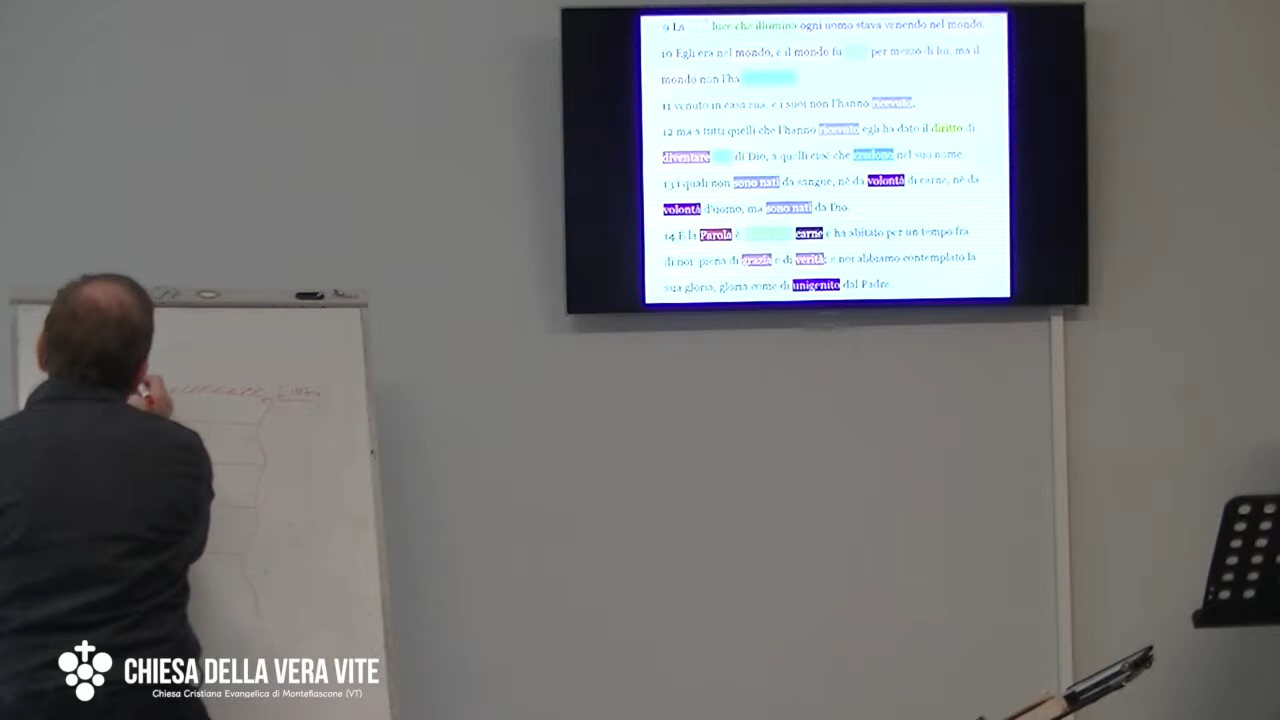 9 La luce che illumina ogni uomo stava venendo nel mondo.
10 Egli era nel mondo, e il mondo fu per mezzo di lui, ma il
mondo non l'ha
11 venuto in casa sua, e i suoi non l'hanno ricevuto,
12 ma a tutti quelli che l'hanno ricevuto egli ha dato il diritto di
diventare di Dio, a quelli cioè che credono nel suo nome
13 i quali non sono nati da sangue, né da volontà di carne, né da
volontà d'uomo, ma sono nati da Dio.
14 E la Parola è carne e ha abitato per un tempo fra
di noi, piena di grazia e di verità; e noi abbiamo contemplato la
sua gloria, gloria come di unigenito dal Padre.
CHIESA DELLA VERA VITE
Chiesa Cristiana Evangelica di Montefiascone (VT)